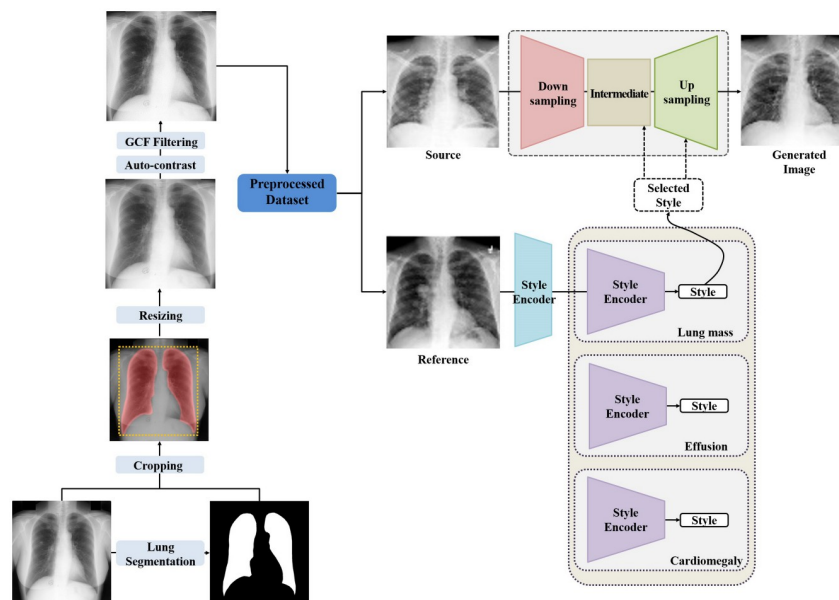 GCF Filtering
Auto-contrast
Resizing
Cropping
Lung
Segmentation
Preprocessed
Dataset
Source
Down
sampling
Intermediate
Up
sampling
Generated
Image
Selected
Style
Reference
Style
Encoder
Style
Encoder
Style
Lung mass
Style
Encoder
Style
Effusion
Style
Encoder
Style
Cardiomegaly